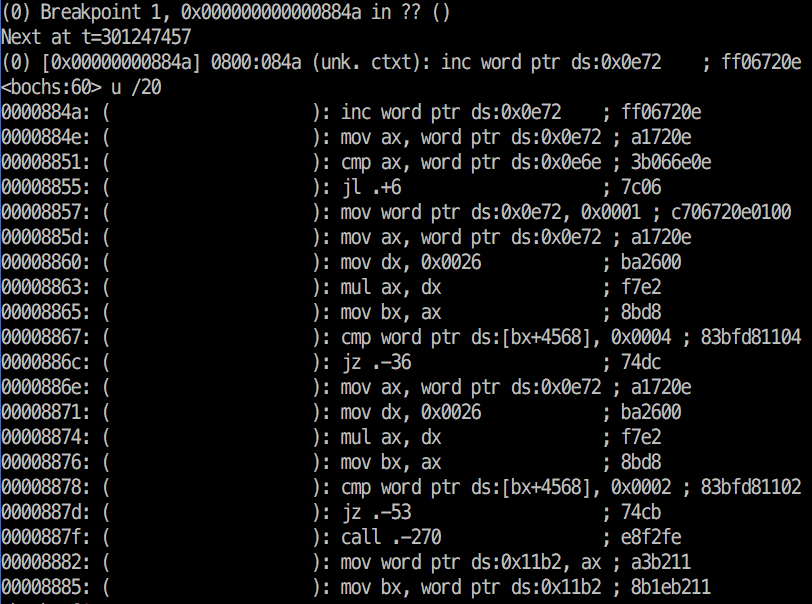 (0) Breakpoint 1, 0x000000000000884a in ?? ()
Next at t=301247457
(0) [0x00000000884a] 0800:084a (unk. ctxt): inc word ptr ds:0x0e72    ; ff06720e
<bochs:60> u /20
0000884a: (                    ): inc word ptr ds:0x0e72    ; ff06720e
0000884e: (                    ): mov ax, word ptr ds:0x0e72 ; a1720e
00008851: (                    ): cmp ax, word ptr ds:0x0e6e ; 3b066e0e
00008855: (                    ): jl .+6                    ; 7c06
00008857: (                    ): mov word ptr ds:0x0e72, 0x0001 ; c706720e0100
0000885d: (                    ): mov ax, word ptr ds:0x0e72 ; a1720e
00008860: (                    ): mov dx, 0x0026            ; ba2600
00008863: (                    ): mul ax, dx                ; f7e2
00008865: (                    ): mov bx, ax                ; 8bd8
00008867: (                    ): cmp word ptr ds:[bx+4568], 0x0004 ; 83bfd81104
0000886c: (                    ): jz .-36                   ; 74dc
0000886e: (                    ): mov ax, word ptr ds:0x0e72 ; a1720e
00008871: (                    ): mov dx, 0x0026            ; ba2600
00008874: (                    ): mul ax, dx                ; f7e2
00008876: (                    ): mov bx, ax                ; 8bd8
00008878: (                    ): cmp word ptr ds:[bx+4568], 0x0002 ; 83bfd81102
0000887d: (                    ): jz .-53                   ; 74cb
0000887f: (                    ): call .-270                ; e8f2fe
00008882: (                    ): mov word ptr ds:0x11b2, ax ; a3b211
00008885: (                    ): mov bx, word ptr ds:0x11b2 ; 8b1eb211